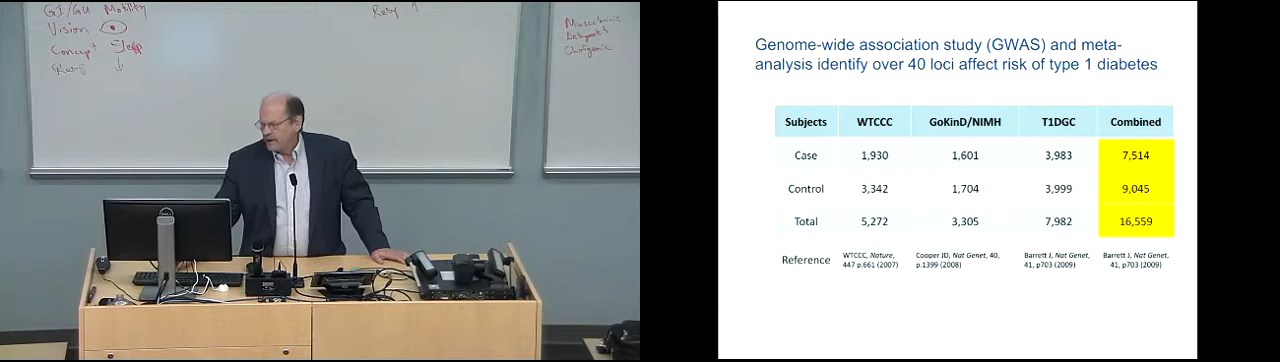 GI/GU Motility
Vision
Sleep
Resp
Resp ↑
Genome-wide association study (GWAS) and meta-
analysis identify over 40 loci affect risk of type 1 diabetes
Subjects WTCCC GoKinD/NIMH T1DGC Combined
Case 1,930 1,601 3,983 7,514
Control 3,342 1,704 3,999 9,045
Total 5,272 3,305 7,982 16,559
Reference WTCCC, Nature, 447 p.661 (2007) Cooper JD, Nat Genet, 40, p.1399 (2008) Barrett J, Nat Genet, 41, p703 (2009) Barrett J, Nat Genet, 41, p703 (2009)